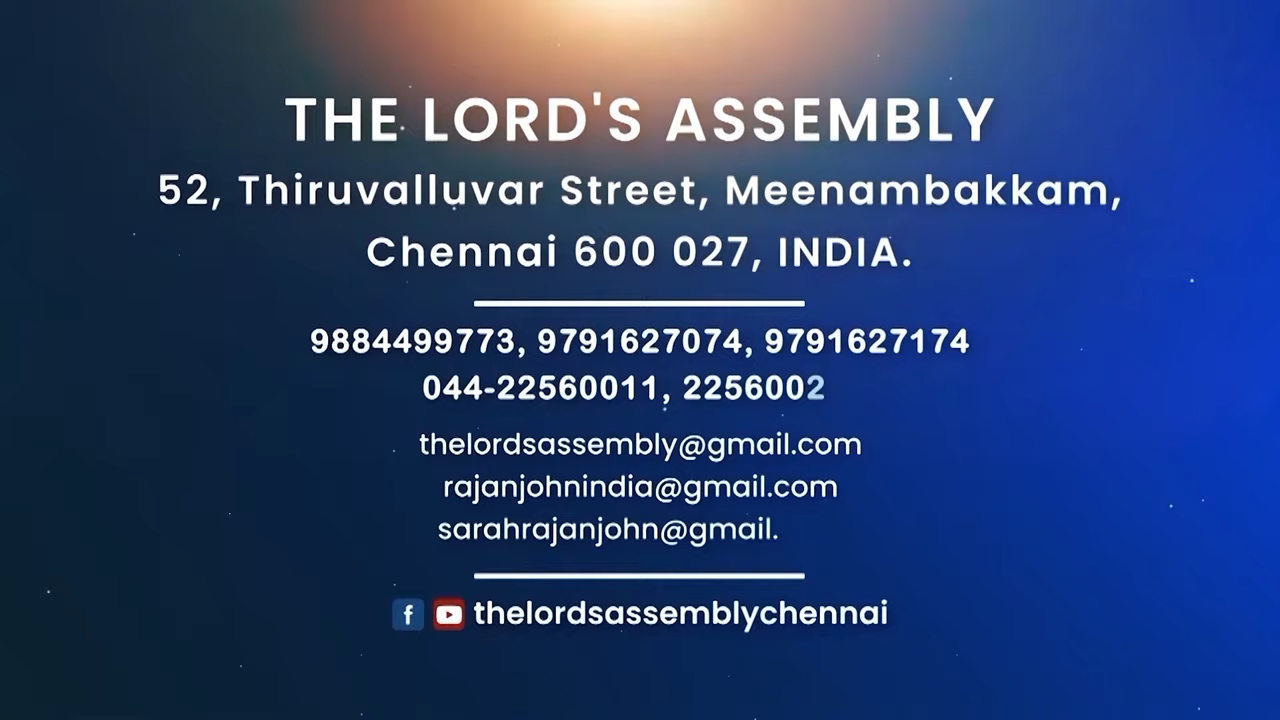 THE LORD'S ASSEMBLY
52, Thiruvalluvar Street, Meenambakkam,
Chennai 600 027, INDIA.
9884499773, 9791627074, 9791627174
044-22560011, 2256002
thelordsassembly@gmail.com
rajanjohnindia@gmail.com
sarahrajanjohn@gmail.
thelordsassemblychennai